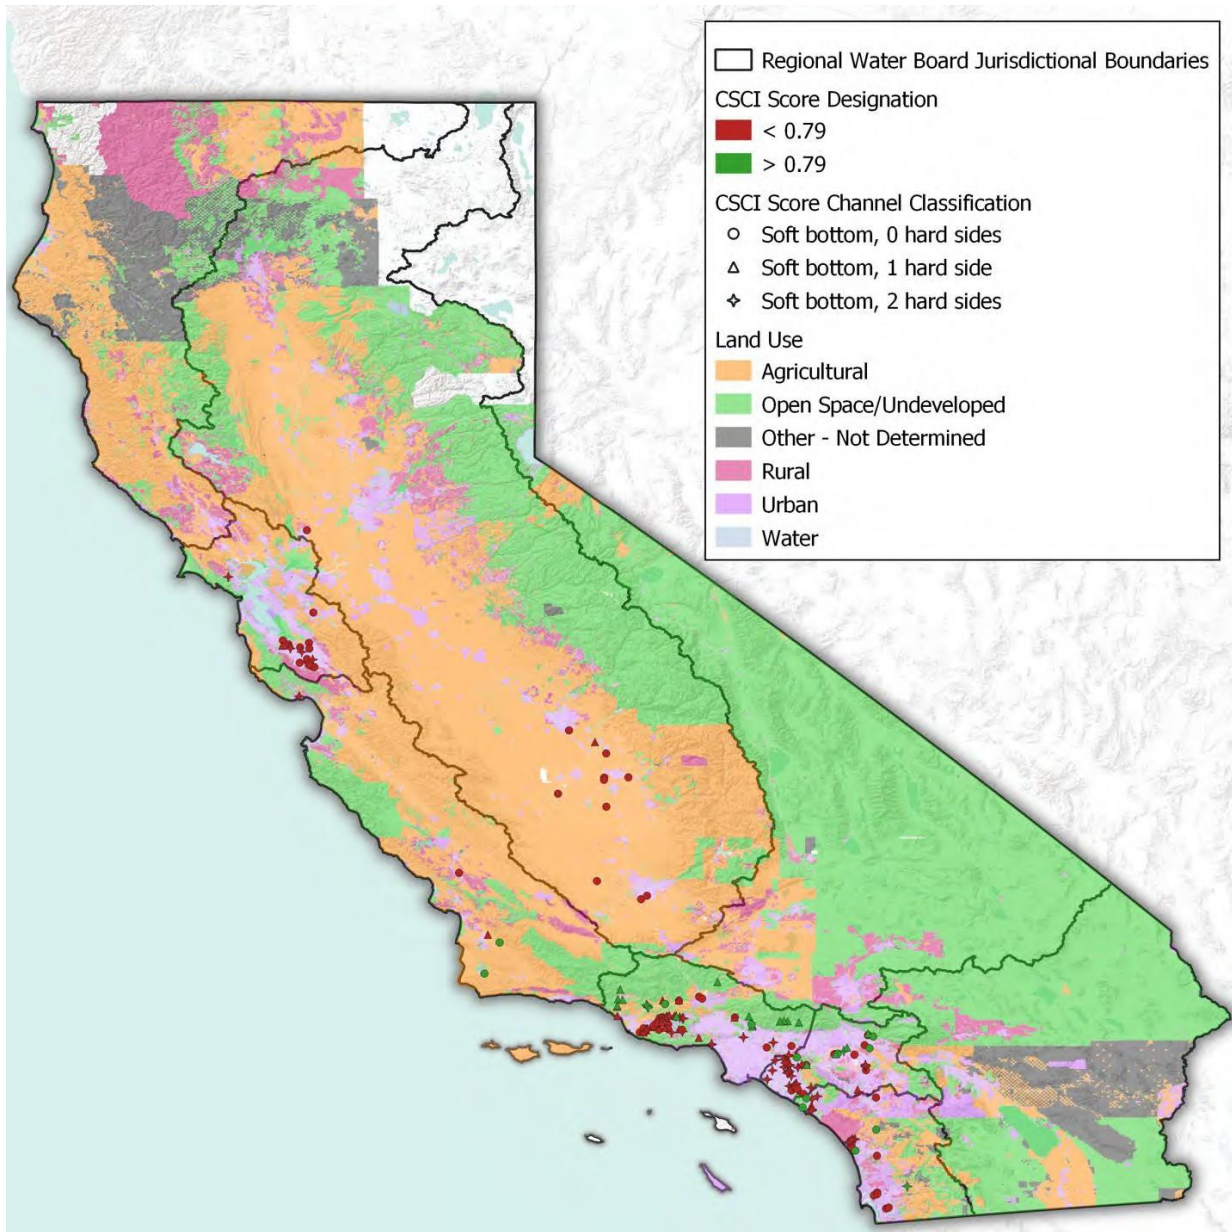 Regional Water Board Jurisdictional Boundaries
CSCI Score Designation
< 0.79
> 0.79
CSCI Score Channel Classification
Soft bottom, 0 hard sides
Soft bottom, 1 hard side
Soft bottom, 2 hard sides
Land Use
Agricultural
Open Space/Undeveloped
Other - Not Determined
Rural
Urban
Water